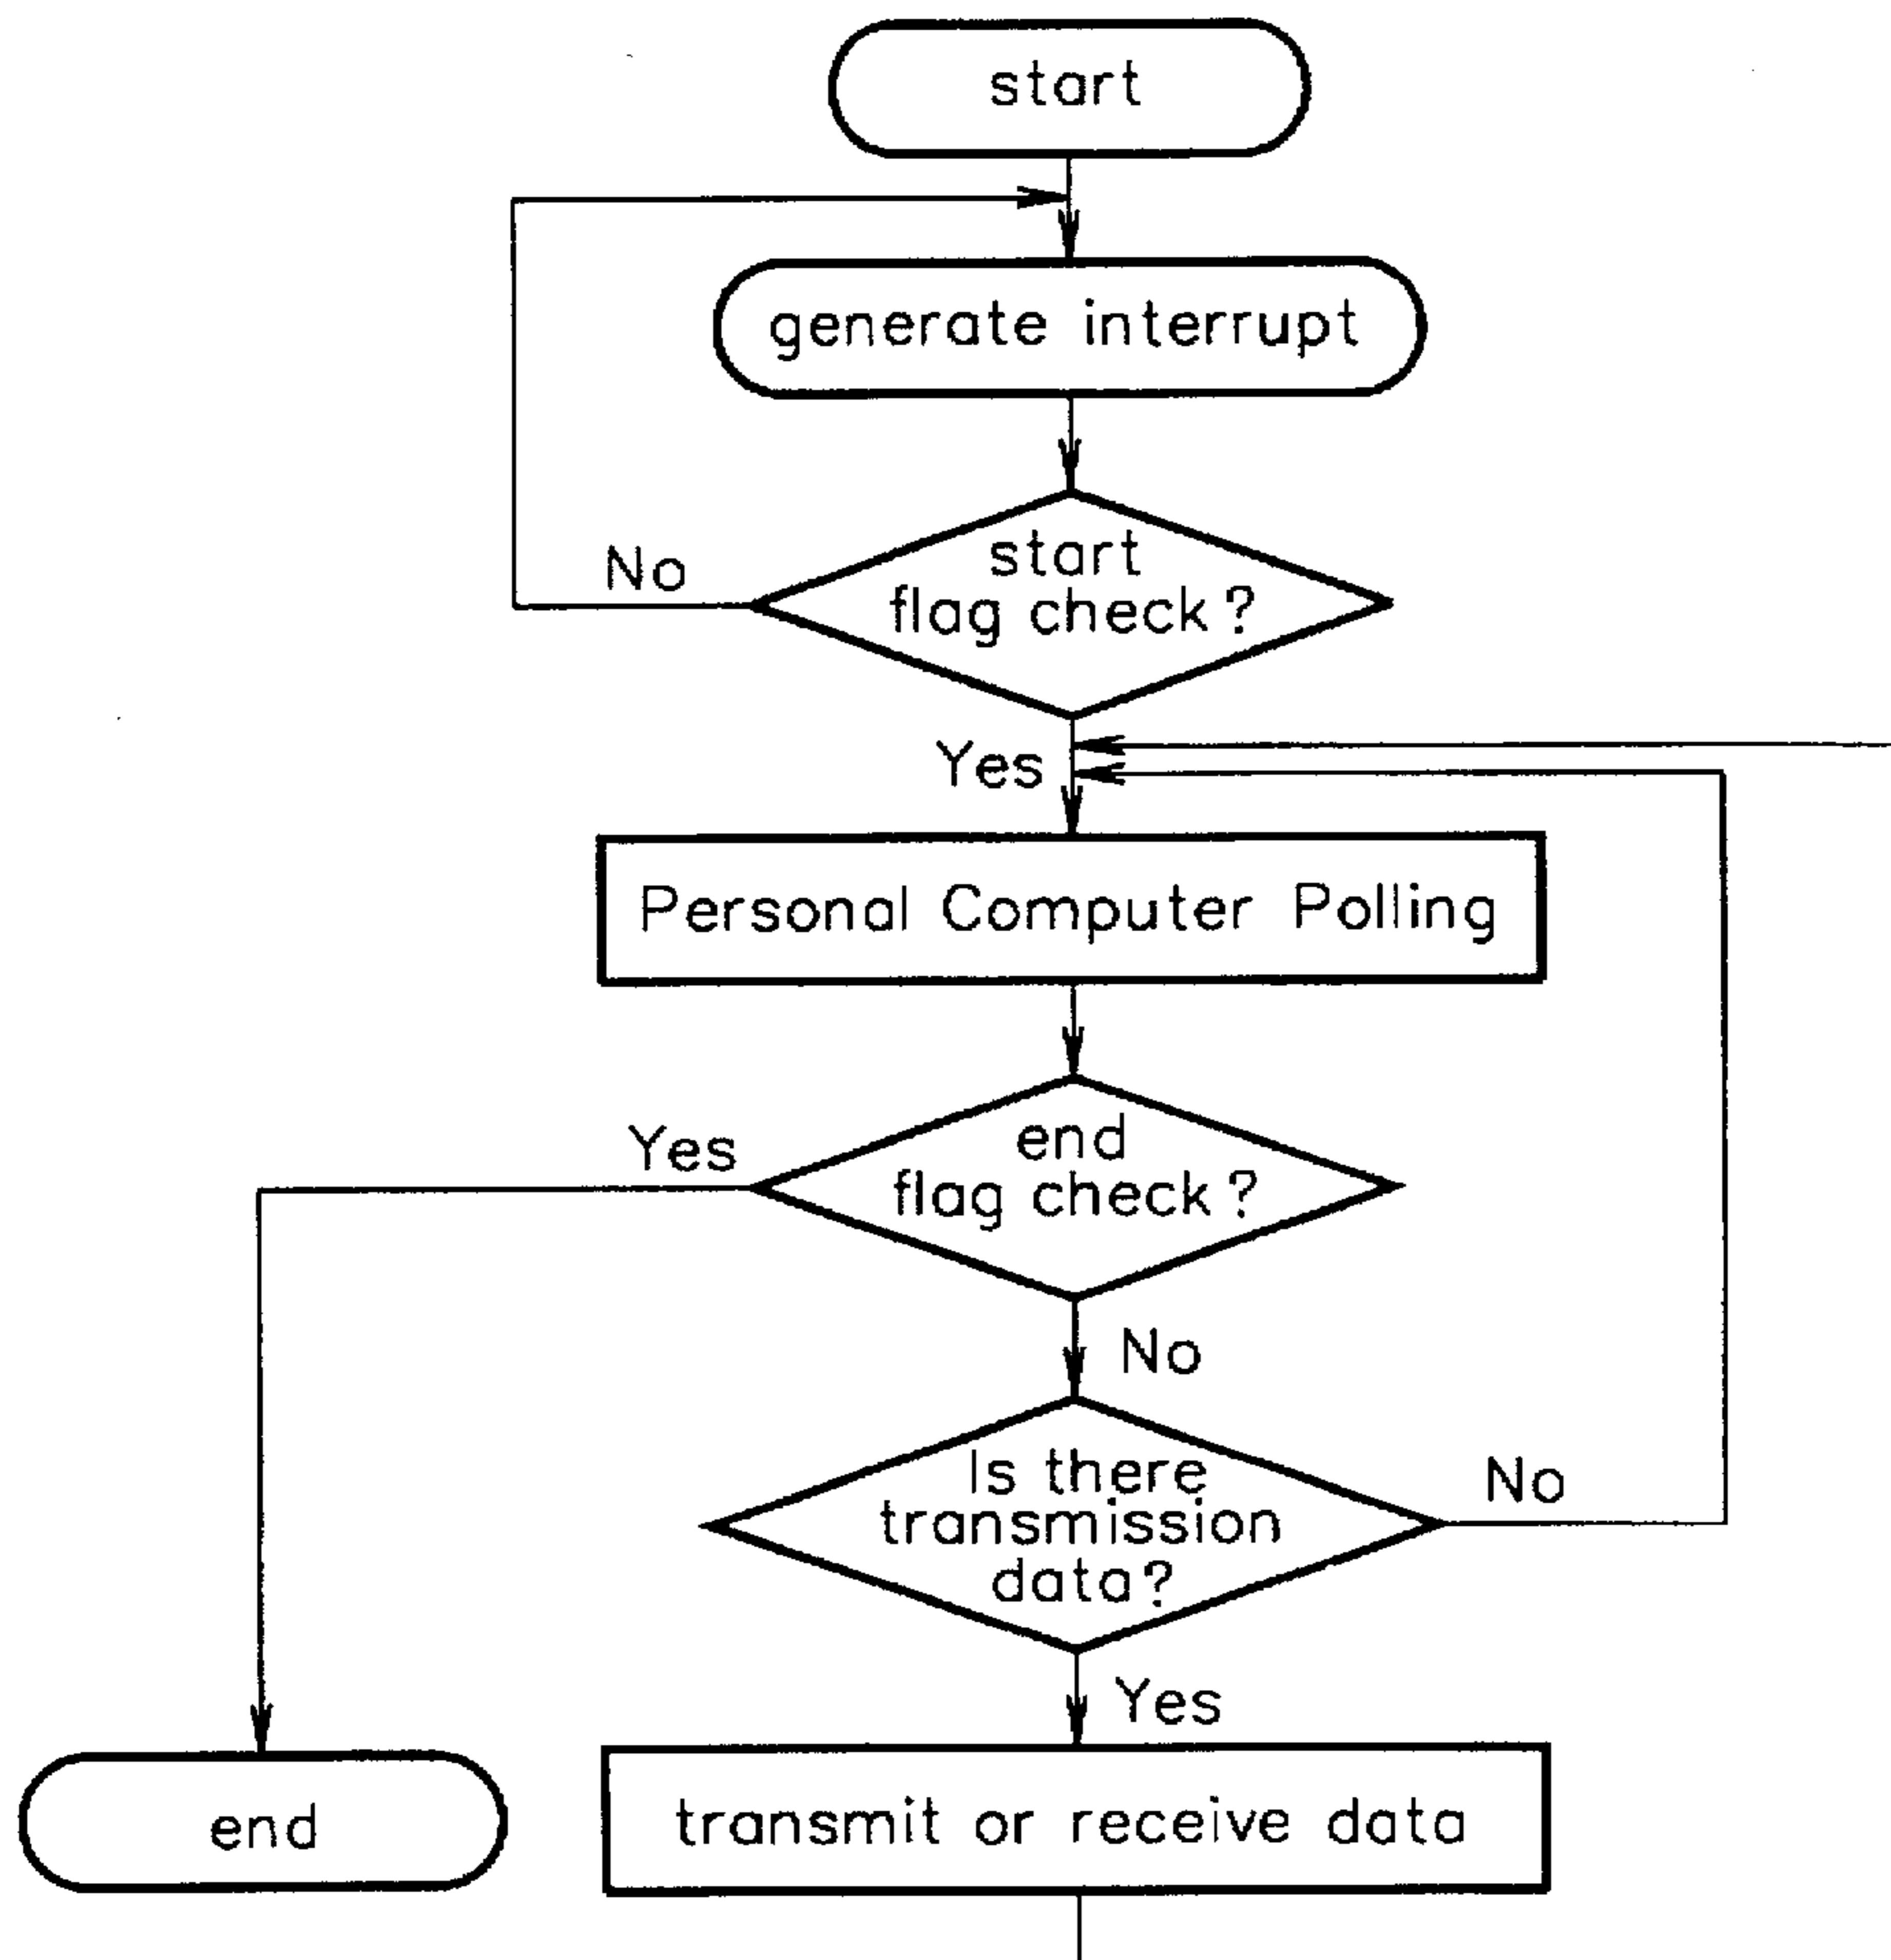 start
generate interrupt
start
flag check?
No
Yes
Personal Computer Polling
end
flag check?
Yes
No
Is there
transmission
data?
No
Yes
transmit or receive data
end